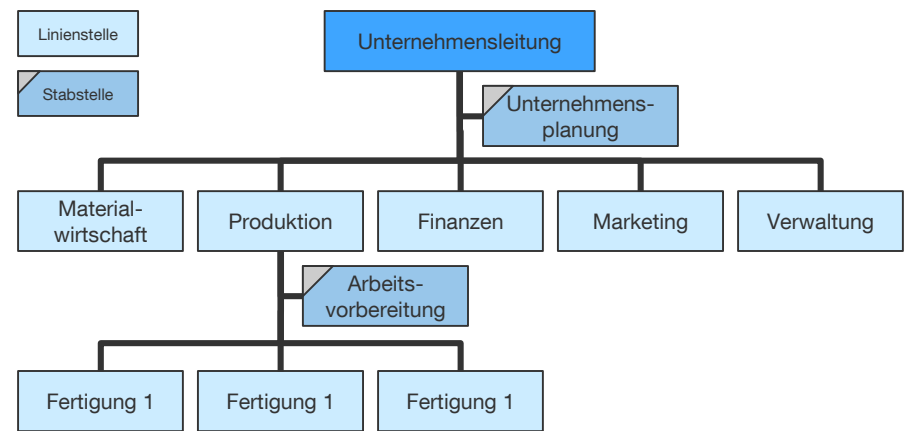 Linienstelle
Stabstelle
Unternehmensleitung
Unternehmens-
planung
Material-
wirtschaft
Produktion
Finanzen
Marketing
Verwaltung
Arbeits-
vorbereitung
Fertigung 1
Fertigung 1
Fertigung 1